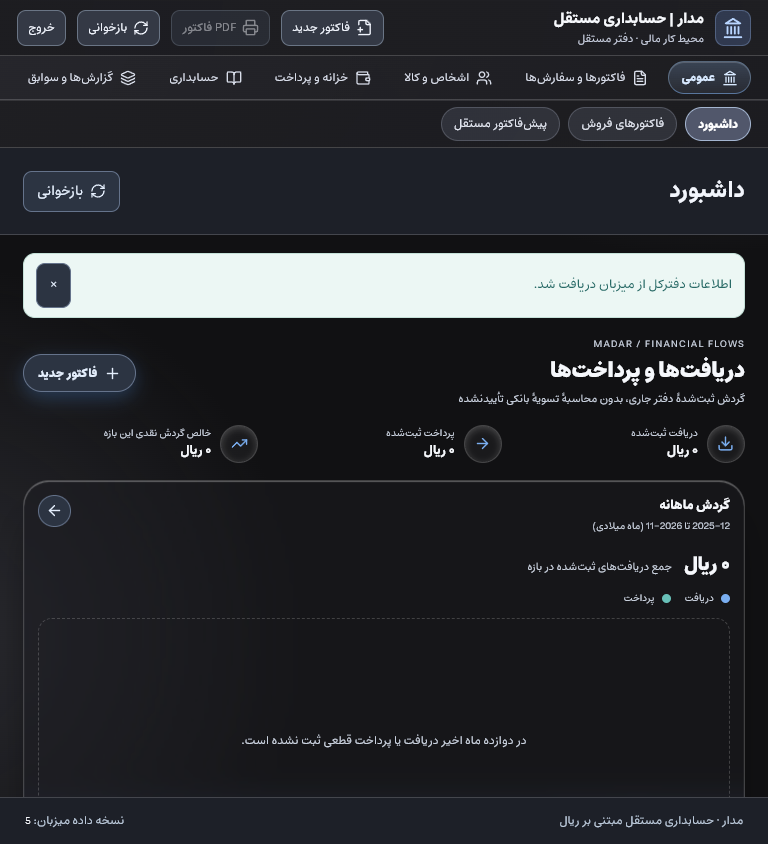 مدار | حسابداری مستقل
محیط کار مالی · دفتر مستقل
فاکتور جدید
PDF فاکتور
بازخوانی
خروج
عمومی
فاکتورها و سفارش‌ها
اشخاص و کالا
خزانه و پرداخت
حسابداری
گزارش‌ها و سوابق
داشبورد
فاکتورهای فروش
پیش‌فاکتور مستقل
داشبورد
بازخوانی
اطلاعات دفترکل از میزبان دریافت شد.
×
MADAR / FINANCIAL FLOWS
دریافت‌ها و پرداخت‌ها
گردش ثبت‌شدهٔ دفتر جاری، بدون محاسبهٔ تسویهٔ بانکی تأییدنشده
فاکتور جدید
دریافت ثبت‌شده
۰ ریال
پرداخت ثبت‌شده
۰ ریال
خالص گردش نقدی این بازه
۰ ریال
گردش ماهانه
2025-12 تا 2026-11 (ماه میلادی)
۰ ریال جمع دریافت‌های ثبت‌شده در بازه
دریافت
پرداخت
در دوازده ماه اخیر دریافت یا پرداخت قطعی ثبت نشده است.
مدار · حسابداری مستقل مبتنی بر ریال
نسخه داده میزبان: 5